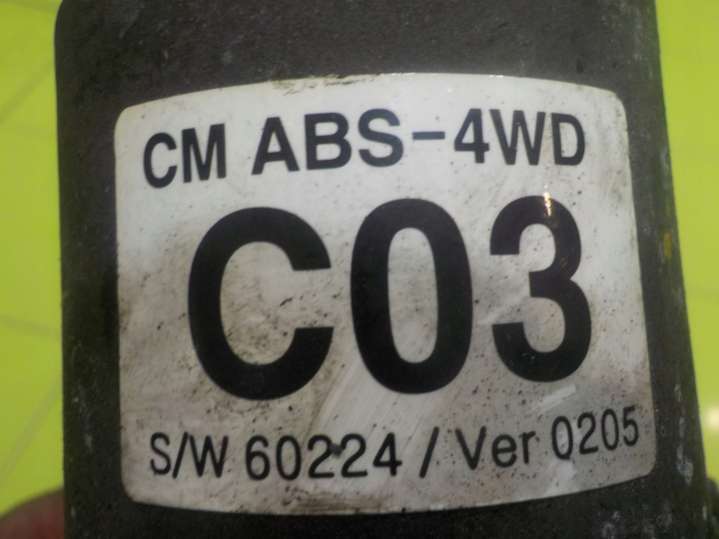 CM ABS-4WD
C03
S/W 60224 / Ver 0205